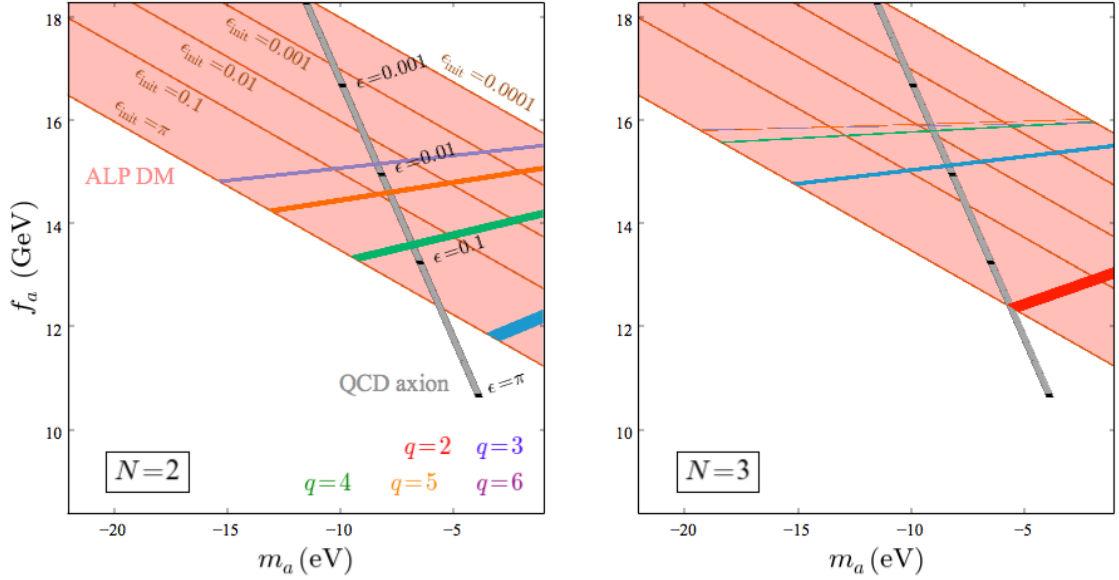 18
16
14
12
10
f_a (GeV)
−20
−15
−10
−5
m_a (eV)
ϵ_init = 0.001
ϵ_init = 0.01
ϵ_init = 0.1
ϵ_init = π
ϵ_init = 0.0001
ϵ = 0.001
ϵ = 0.01
ϵ = 0.1
ϵ = π
ALP DM
QCD axion
q = 2 q = 3
q = 4 q = 5 q = 6
N = 2
18
16
14
12
10
−20
−15
−10
−5
m_a (eV)
N = 3